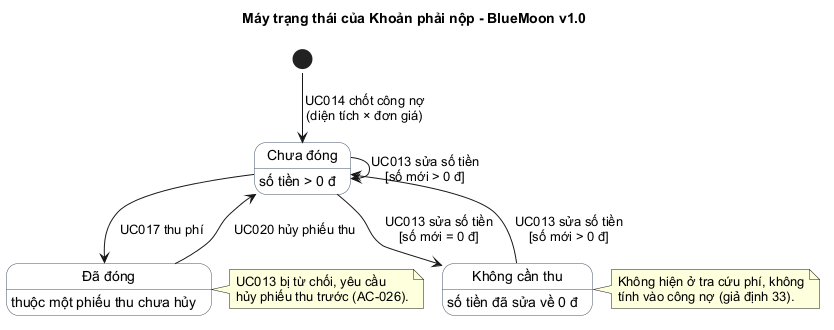 Máy trạng thái của Khoản phải nộp - BlueMoon v1.0
UC014 chốt công nợ
(diện tích × đơn giá)
Chưa đóng
số tiền > 0 đ
UC013 sửa số tiền
[số mới > 0 đ]
UC017 thu phí
UC020 hủy phiếu thu
UC013 sửa số tiền
[số mới = 0 đ]
UC013 sửa số tiền
[số mới > 0 đ]
Đã đóng
thuộc một phiếu thu chưa hủy
UC013 bị từ chối, yêu cầu
hủy phiếu thu trước (AC-026).
Không cần thu
số tiền đã sửa về 0 đ
Không hiện ở tra cứu phí, không
tính vào công nợ (giả định 33).